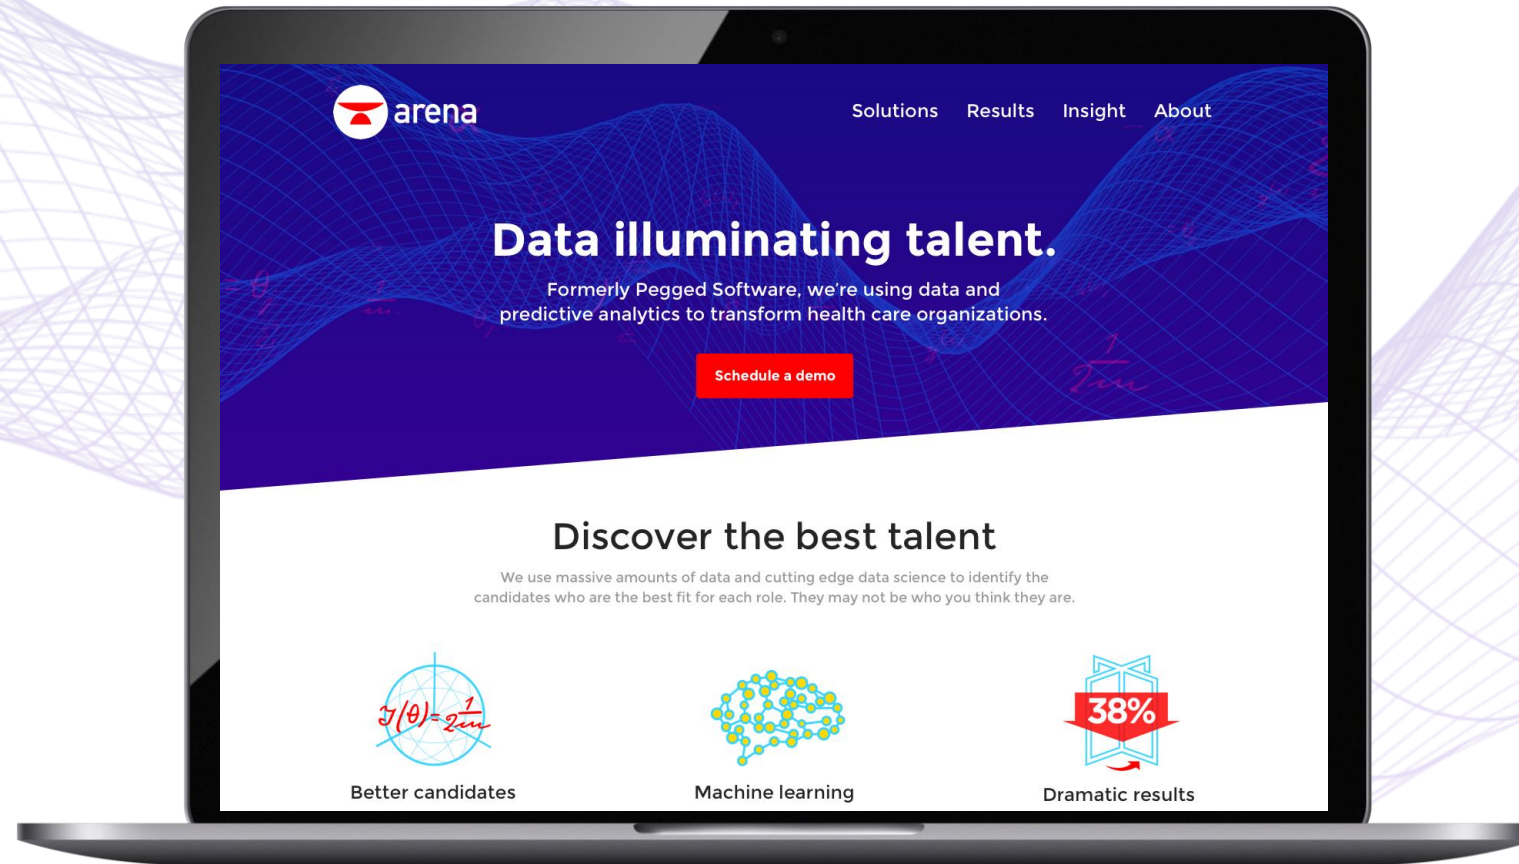 arena
Solutions Results Insight About
Data illuminating talent.
Formerly Pegged Software, we're using data and
predictive analytics to transform health care organizations.
Schedule a demo
Discover the best talent
We use massive amounts of data and cutting edge data science to identify the
candidates who are the best fit for each role. They may not be who you think they are.
38%
Better candidates
Machine learning
Dramatic results